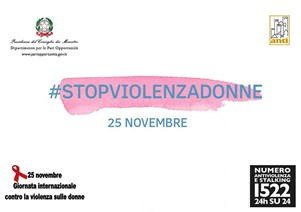 Presidenza del Consiglio dei Ministri
Dipartimento per le Pari Opportunità
www.pariopportunita.gov.it
anci
#STOPVIOLENZADONNE
25 NOVEMBRE
25 novembre
Giornata internazionale
contro la violenza sulle donne
NUMERO
ANTIVIOLENZA
E STALKING
1522
24h SU 24